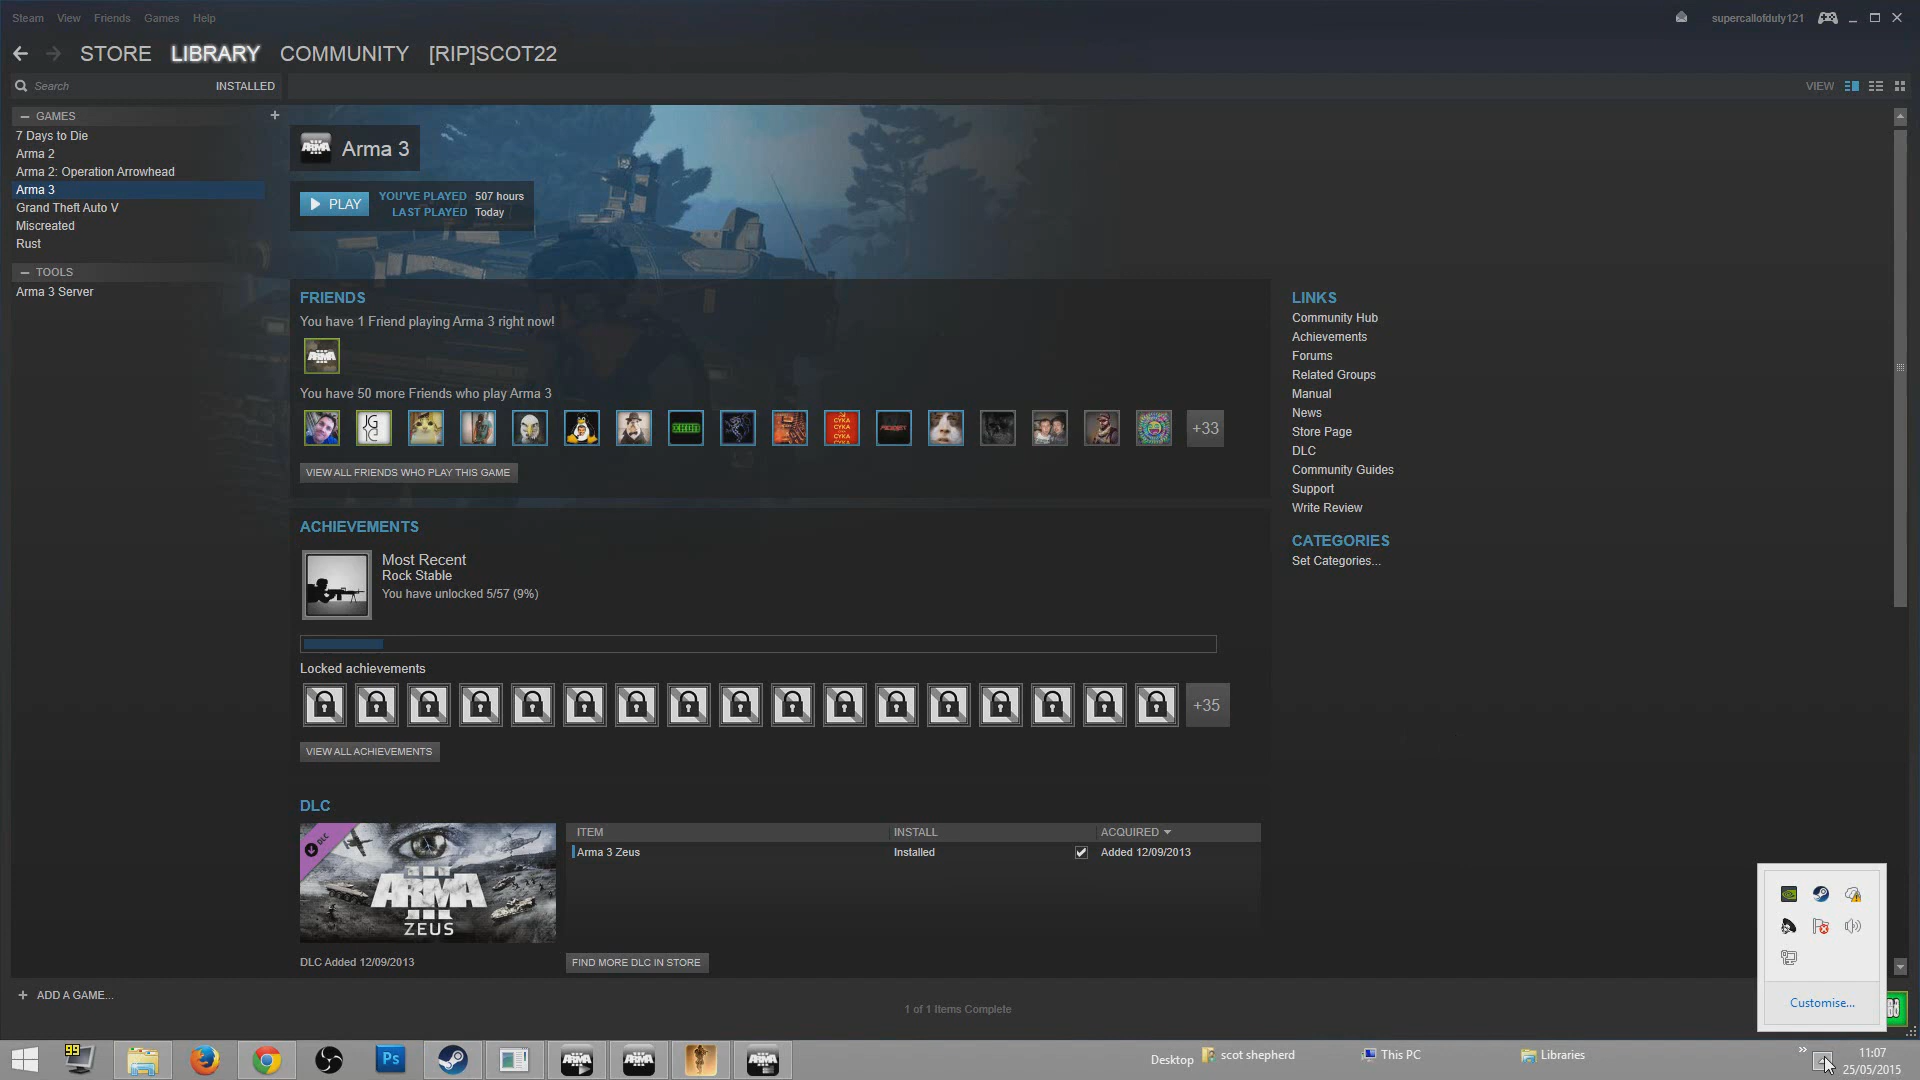 Steam View Friends Games Help
supercallofduty121
STORE LIBRARY COMMUNITY [RIP]SCOT22
Search INSTALLED
VIEW
GAMES
7 Days to Die
Arma 2
Arma 2: Operation Arrowhead
Arma 3
Grand Theft Auto V
Miscreated
Rust
TOOLS
Arma 3 Server
Arma 3
PLAY
YOU'VE PLAYED 507 hours
LAST PLAYED Today
FRIENDS
You have 1 Friend playing Arma 3 right now!
You have 50 more Friends who play Arma 3
+33
VIEW ALL FRIENDS WHO PLAY THIS GAME
ACHIEVEMENTS
Most Recent
Rock Stable
You have unlocked 5/57 (9%)
Locked achievements
+35
VIEW ALL ACHIEVEMENTS
DLC
DLC
ARMA
III
ZEUS
DLC Added 12/09/2013
ITEM INSTALL ACQUIRED
Arma 3 Zeus Installed Added 12/09/2013
FIND MORE DLC IN STORE
LINKS
Community Hub
Achievements
Forums
Related Groups
Manual
News
Store Page
DLC
Community Guides
Support
Write Review
CATEGORIES
Set Categories...
ADD A GAME...
1 of 1 Items Complete
Customise...
99
Ps
Desktop
scot shepherd
This PC
Libraries
11:07
25/05/2015